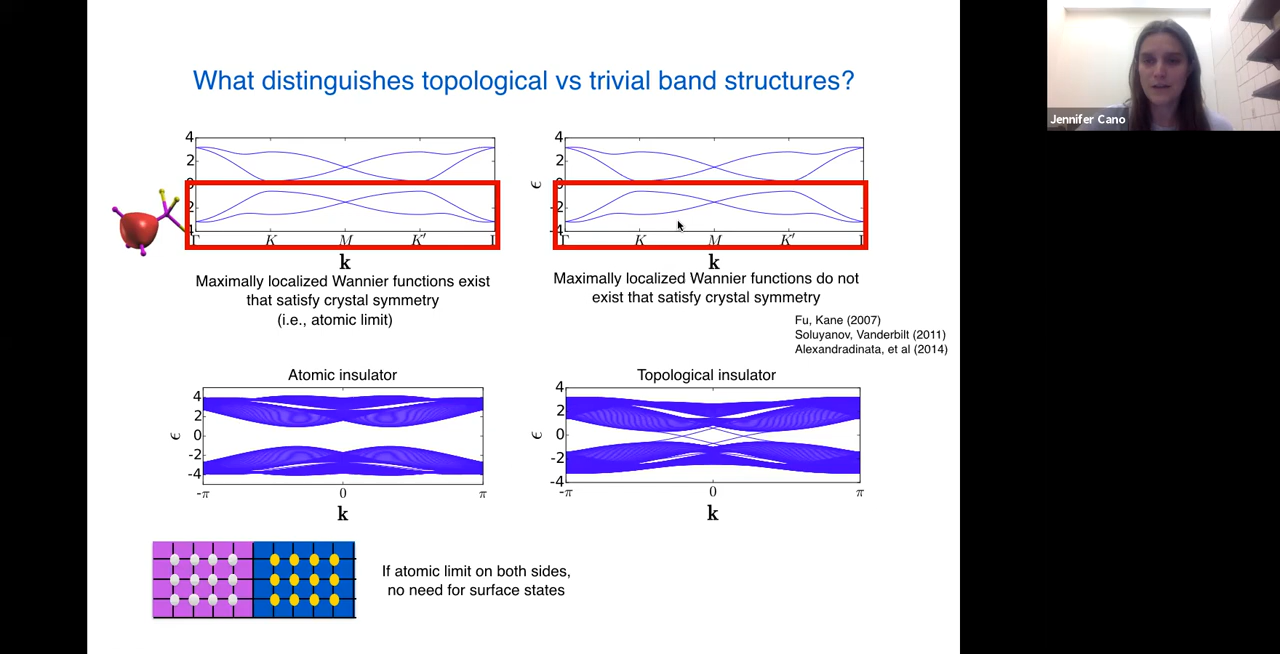 What distinguishes topological vs trivial band structures?
Jennifer Cano
4
2
0
-2
-4
Γ K M K′ Γ
k
ϵ
4
2
0
-2
-4
Γ K M K′ Γ
k
Maximally localized Wannier functions exist
that satisfy crystal symmetry
(i.e., atomic limit)
Maximally localized Wannier functions do not
exist that satisfy crystal symmetry
Fu, Kane (2007)
Soluyanov, Vanderbilt (2011)
Alexandradinata, et al (2014)
Atomic insulator
ϵ
4
2
0
-2
-4
-π 0 π
k
Topological insulator
ϵ
4
2
0
-2
-4
-π 0 π
k
If atomic limit on both sides,
no need for surface states